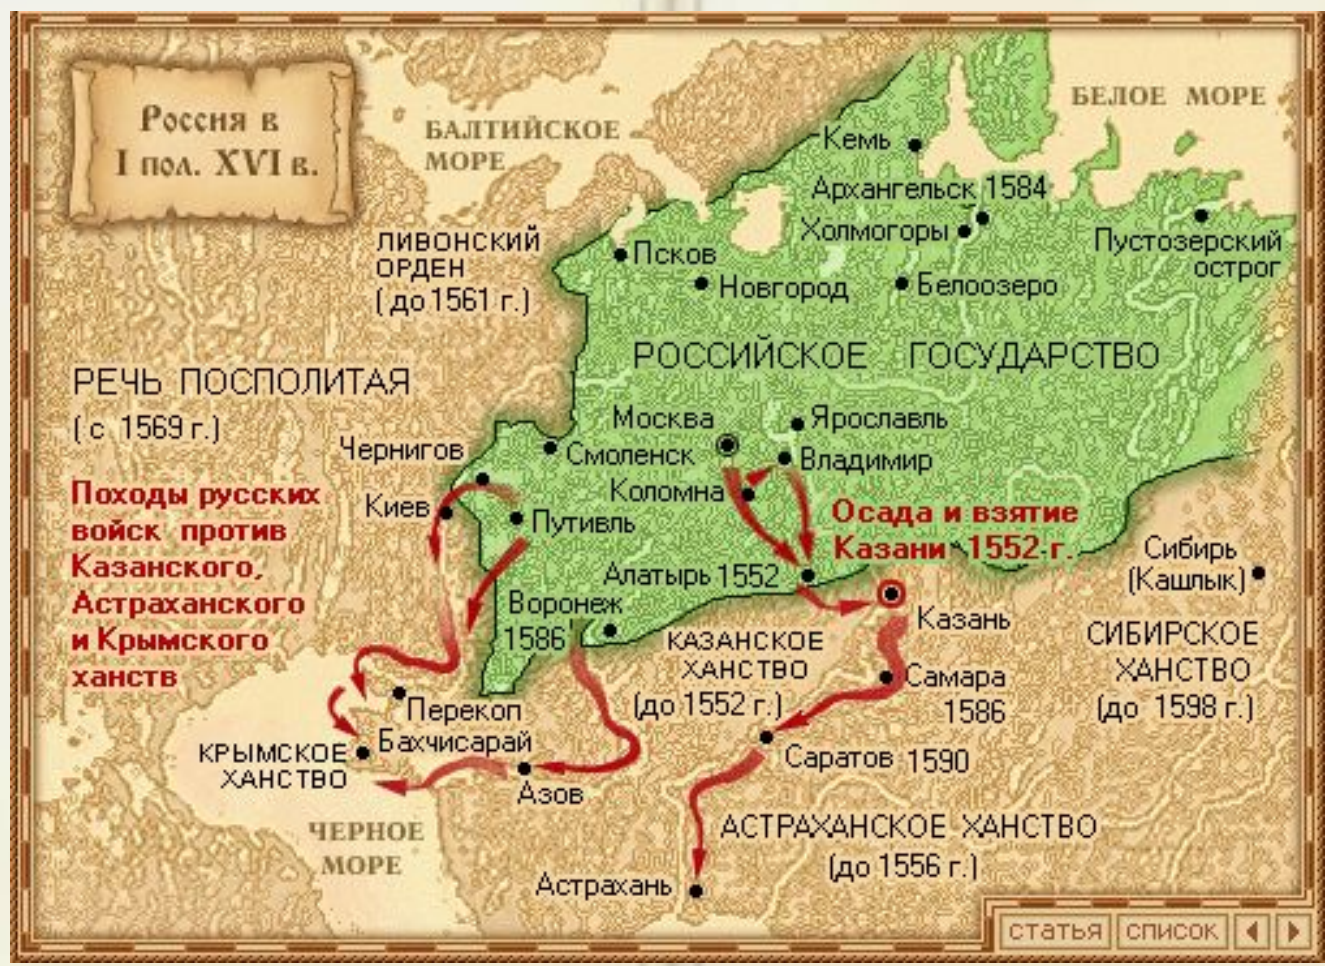 Россия в
I пол. XVI в.
БАЛТИЙСКОЕ
МОРЕ
БЕЛОЕ МОРЕ
Кемь
Архангельск 1584
Холмогоры
Пустозерский
острог
ЛИВОНСКИЙ
ОРДЕН
(до 1561 г.)
Псков
Новгород
Белоозеро
РОССИЙСКОЕ ГОСУДАРСТВО
РЕЧЬ ПОСПОЛИТАЯ
(с 1569 г.)
Москва
Ярославль
Чернигов
Смоленск
Владимир
Коломна
Киев
Путивль
Походы русских
войск против
Казанского,
Астраханского
и Крымского
ханств
Осада и взятие
Казани 1552 г.
Сибирь
(Кашлык)
Алатырь 1552
Воронеж
1586
Казань
КАЗАНСКОЕ
ХАНСТВО
(до 1552 г.)
СИБИРСКОЕ
ХАНСТВО
(до 1598 г.)
Самара
1586
Перекоп
Бахчисарай
КРЫМСКОЕ
ХАНСТВО
Саратов 1590
Азов
ЧЕРНОЕ
МОРЕ
АСТРАХАНСКОЕ ХАНСТВО
(до 1556 г.)
Астрахань
статья
список